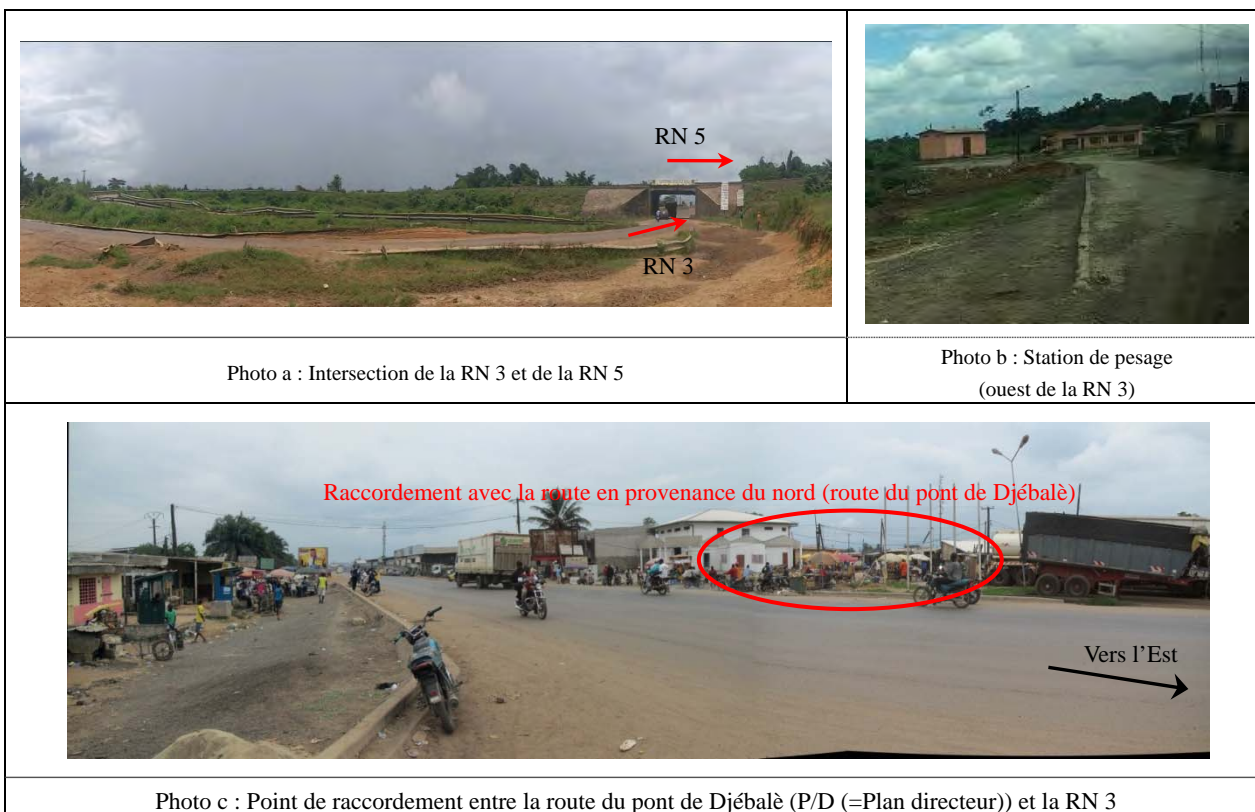 RN 5
RN 3
Photo a : Intersection de la RN 3 et de la RN 5
Photo b : Station de pesage
(ouest de la RN 3)
Raccordement avec la route en provenance du nord (route du pont de Djébalè)
Vers l'Est
Photo c : Point de raccordement entre la route du pont de Djébalè (P/D (=Plan directeur)) et la RN 3